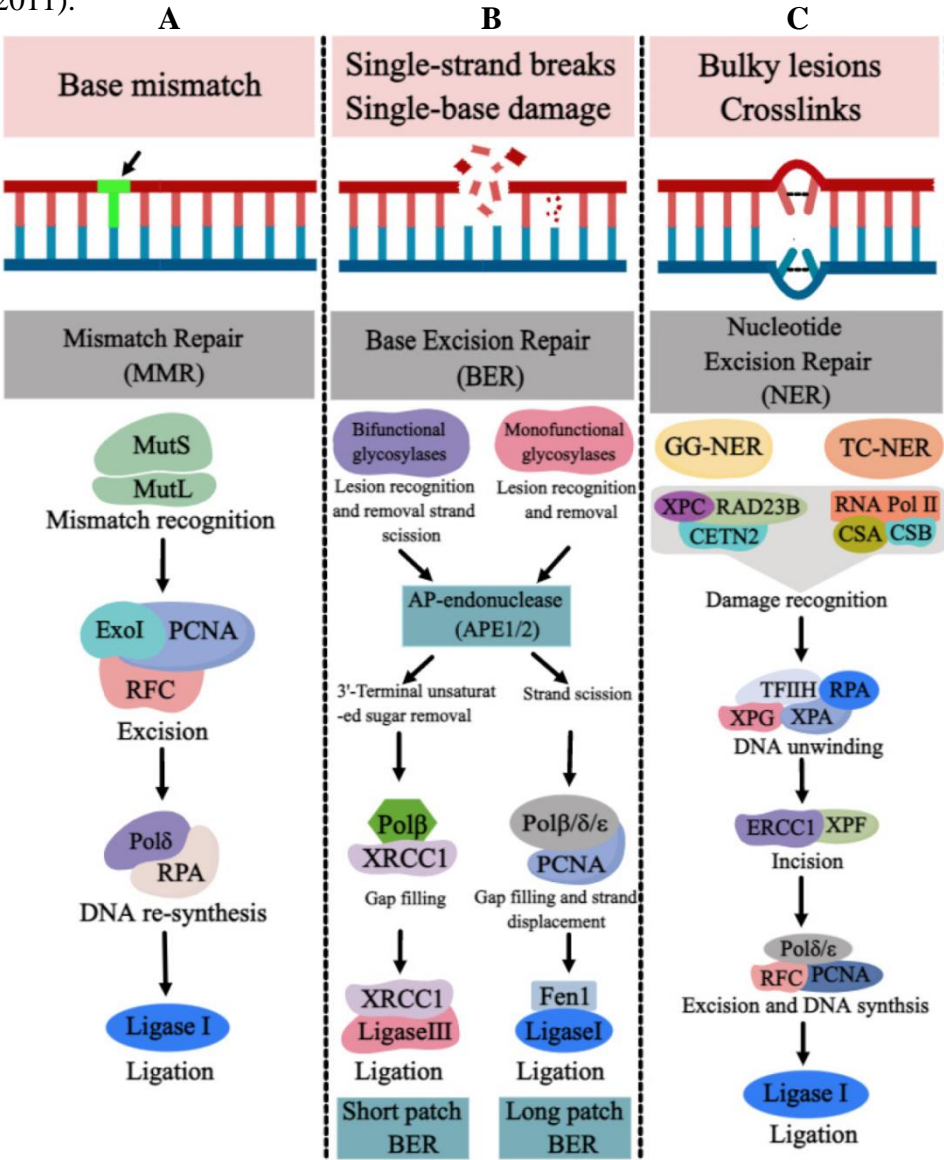 2011).
A
Base mismatch
Mismatch Repair
(MMR)
MutS
MutL
Mismatch recognition
ExoI PCNA
RFC
Excision
Polδ
RPA
DNA re-synthesis
Ligase I
Ligation
B
Single-strand breaks
Single-base damage
Base Excision Repair
(BER)
Bifunctional
glycosylases
Lesion recognition
and removal strand
scission
Monofunctional
glycosylases
Lesion recognition
and removal
AP-endonuclease
(APE1/2)
3'-Terminal unsaturat
-ed sugar removal
Polβ
XRCC1
Gap filling
XRCC1
LigaseIII
Ligation
Short patch
BER
Strand scission
Polβ/δ/ε
PCNA
Gap filling and strand
displacement
Fen1
LigaseI
Ligation
Long patch
BER
C
Bulky lesions
Crosslinks
Nucleotide
Excision Repair
(NER)
GG-NER
TC-NER
XPC RAD23B
CETN2
RNA Pol II
CSA CSB
Damage recognition
TFIIH RPA
XPG XPA
DNA unwinding
ERCC1 XPF
Incision
Polδ/ε
RFC PCNA
Excision and DNA synthsis
Ligase I
Ligation